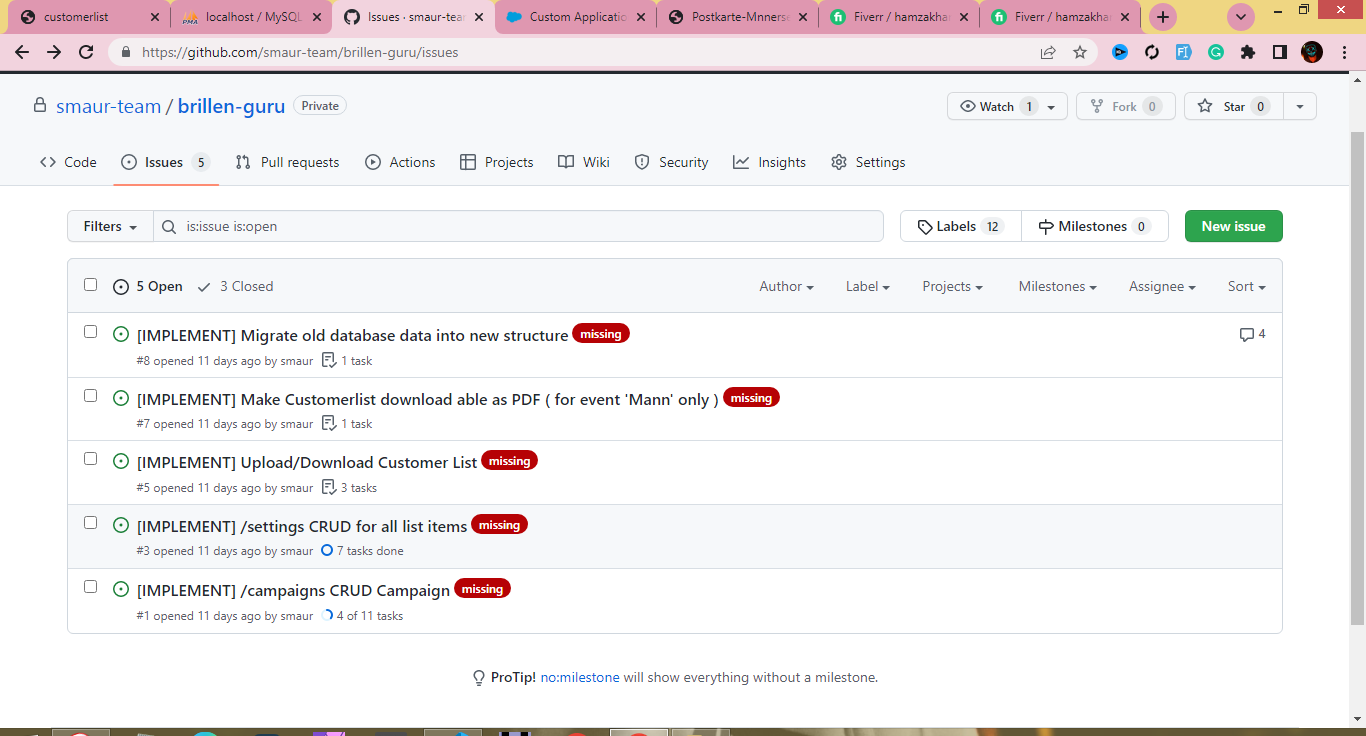 customerlist
localhost / MySQL
Issues · smaur-tea
Custom Applicatio
Postkarte-Mnnerse
Fiverr / hamzakha
Fiverr / hamzakha
https://github.com/smaur-team/brillen-guru/issues
smaur-team / brillen-guru Private
Watch 1
Fork 0
Star 0
Code
Issues 5
Pull requests
Actions
Projects
Wiki
Security
Insights
Settings
Filters
is:issue is:open
Labels 12
Milestones 0
New issue
5 Open
3 Closed
Author
Label
Projects
Milestones
Assignee
Sort
[IMPLEMENT] Migrate old database data into new structure missing
4
#8 opened 11 days ago by smaur 1 task
[IMPLEMENT] Make Customerlist download able as PDF ( for event 'Mann' only ) missing
#7 opened 11 days ago by smaur 1 task
[IMPLEMENT] Upload/Download Customer List missing
#5 opened 11 days ago by smaur 3 tasks
[IMPLEMENT] /settings CRUD for all list items missing
#3 opened 11 days ago by smaur 7 tasks done
[IMPLEMENT] /campaigns CRUD Campaign missing
#1 opened 11 days ago by smaur 4 of 11 tasks
ProTip! no:milestone will show everything without a milestone.